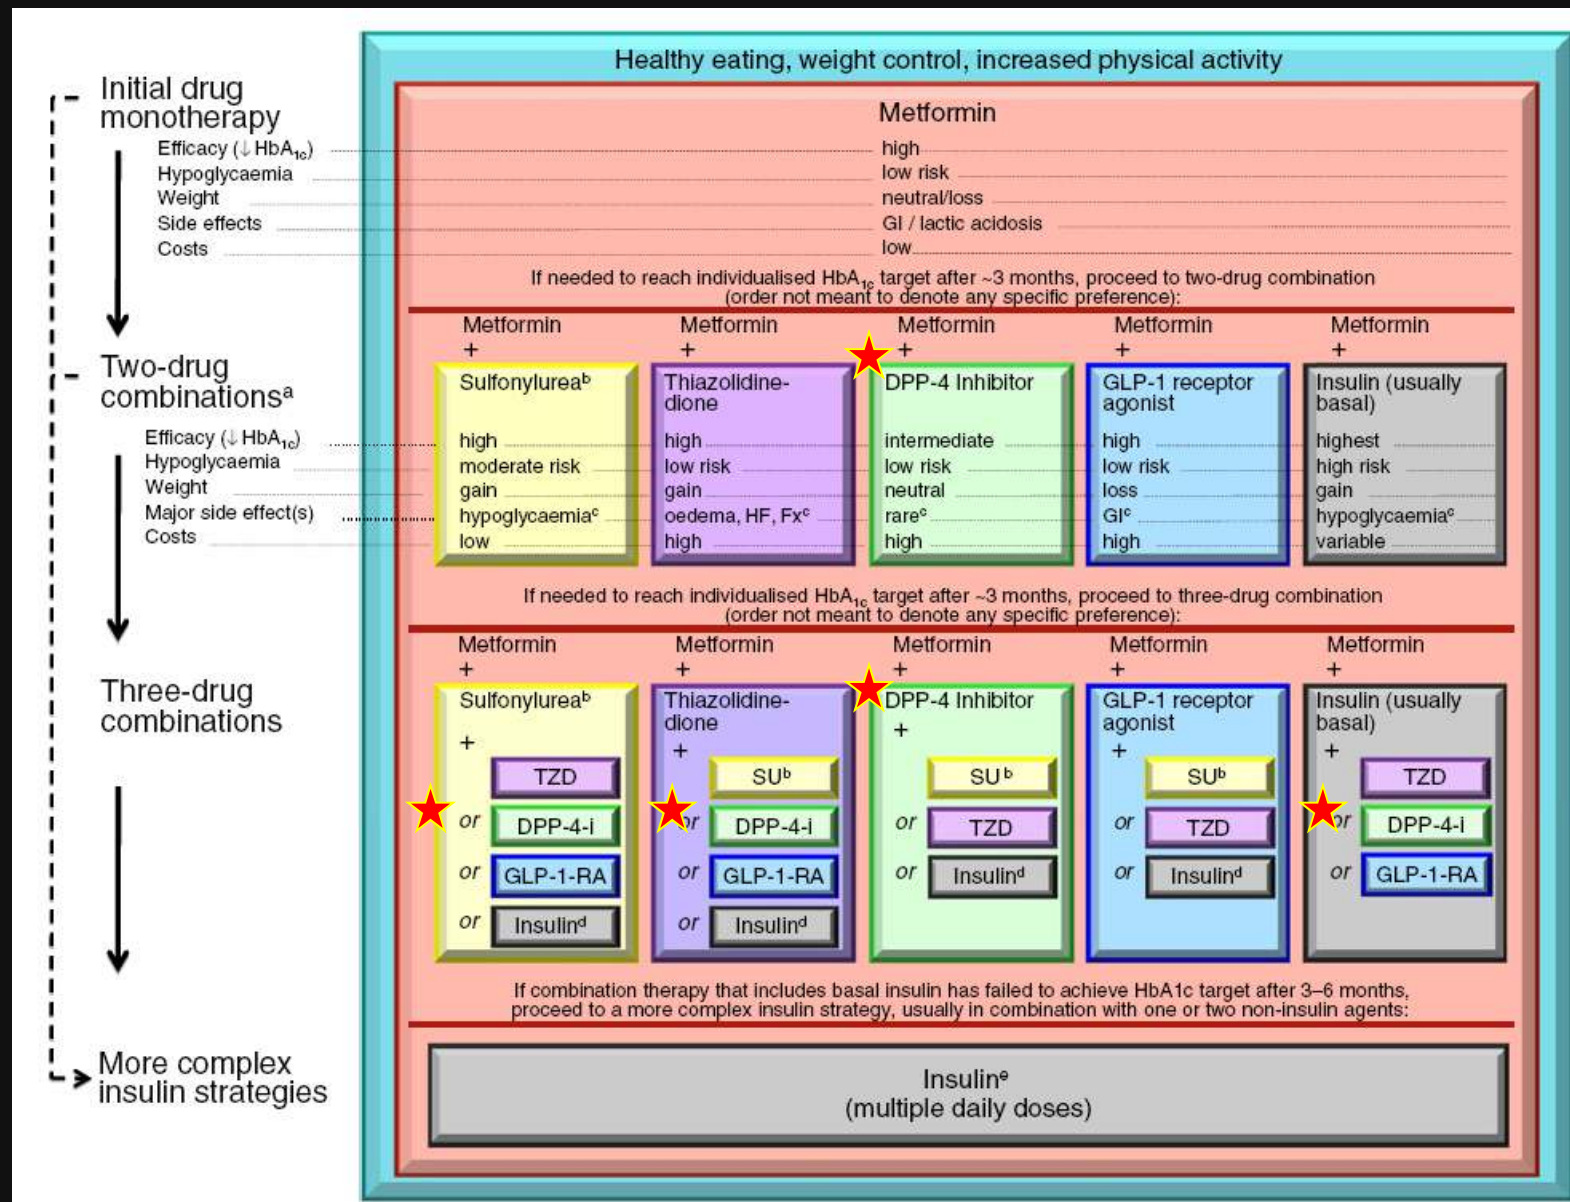 Healthy eating, weight control, increased physical activity
Initial drug
monotherapy
Metformin
Efficacy (↓HbA1c) high
Hypoglycaemia low risk
Weight neutral/loss
Side effects GI / lactic acidosis
Costs low
If needed to reach individualised HbA1c target after ~3 months, proceed to two-drug combination
(order not meant to denote any specific preference):
Two-drug
combinationsa
Metformin Metformin Metformin Metformin Metformin
+ + + + +
Sulfonylureab Thiazolidine- DPP-4 Inhibitor GLP-1 receptor Insulin (usually
dione agonist basal)
Efficacy (↓HbA1c) high high intermediate high highest
Hypoglycaemia moderate risk low risk low risk low risk high risk
Weight gain gain neutral loss gain
Major side effect(s) hypoglycaemiac oedema, HF, Fxc rarec GIc hypoglycaemiac
Costs low high high high variable
If needed to reach individualised HbA1c target after ~3 months, proceed to three-drug combination
(order not meant to denote any specific preference):
Three-drug
combinations
Metformin Metformin Metformin Metformin Metformin
+ + + + +
Sulfonylureab Thiazolidine- DPP-4 Inhibitor GLP-1 receptor Insulin (usually
dione agonist basal)
+ + + + +
TZD SUb SUb SUb TZD
or DPP-4-i or DPP-4-i or TZD or TZD or DPP-4-i
or GLP-1-RA or GLP-1-RA or Insulind or Insulind or GLP-1-RA
or Insulind or Insulind
If combination therapy that includes basal insulin has failed to achieve HbA1c target after 3–6 months,
proceed to a more complex insulin strategy, usually in combination with one or two non-insulin agents:
More complex
insulin strategies
Insuline
(multiple daily doses)